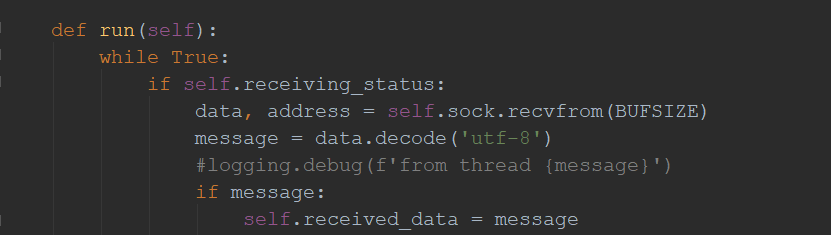 def run(self):
while True:
if self.receiving_status:
data, address = self.sock.recvfrom(BUFSIZE)
message = data.decode('utf-8')
#logging.debug(f'from thread {message}')
if message:
self.received_data = message